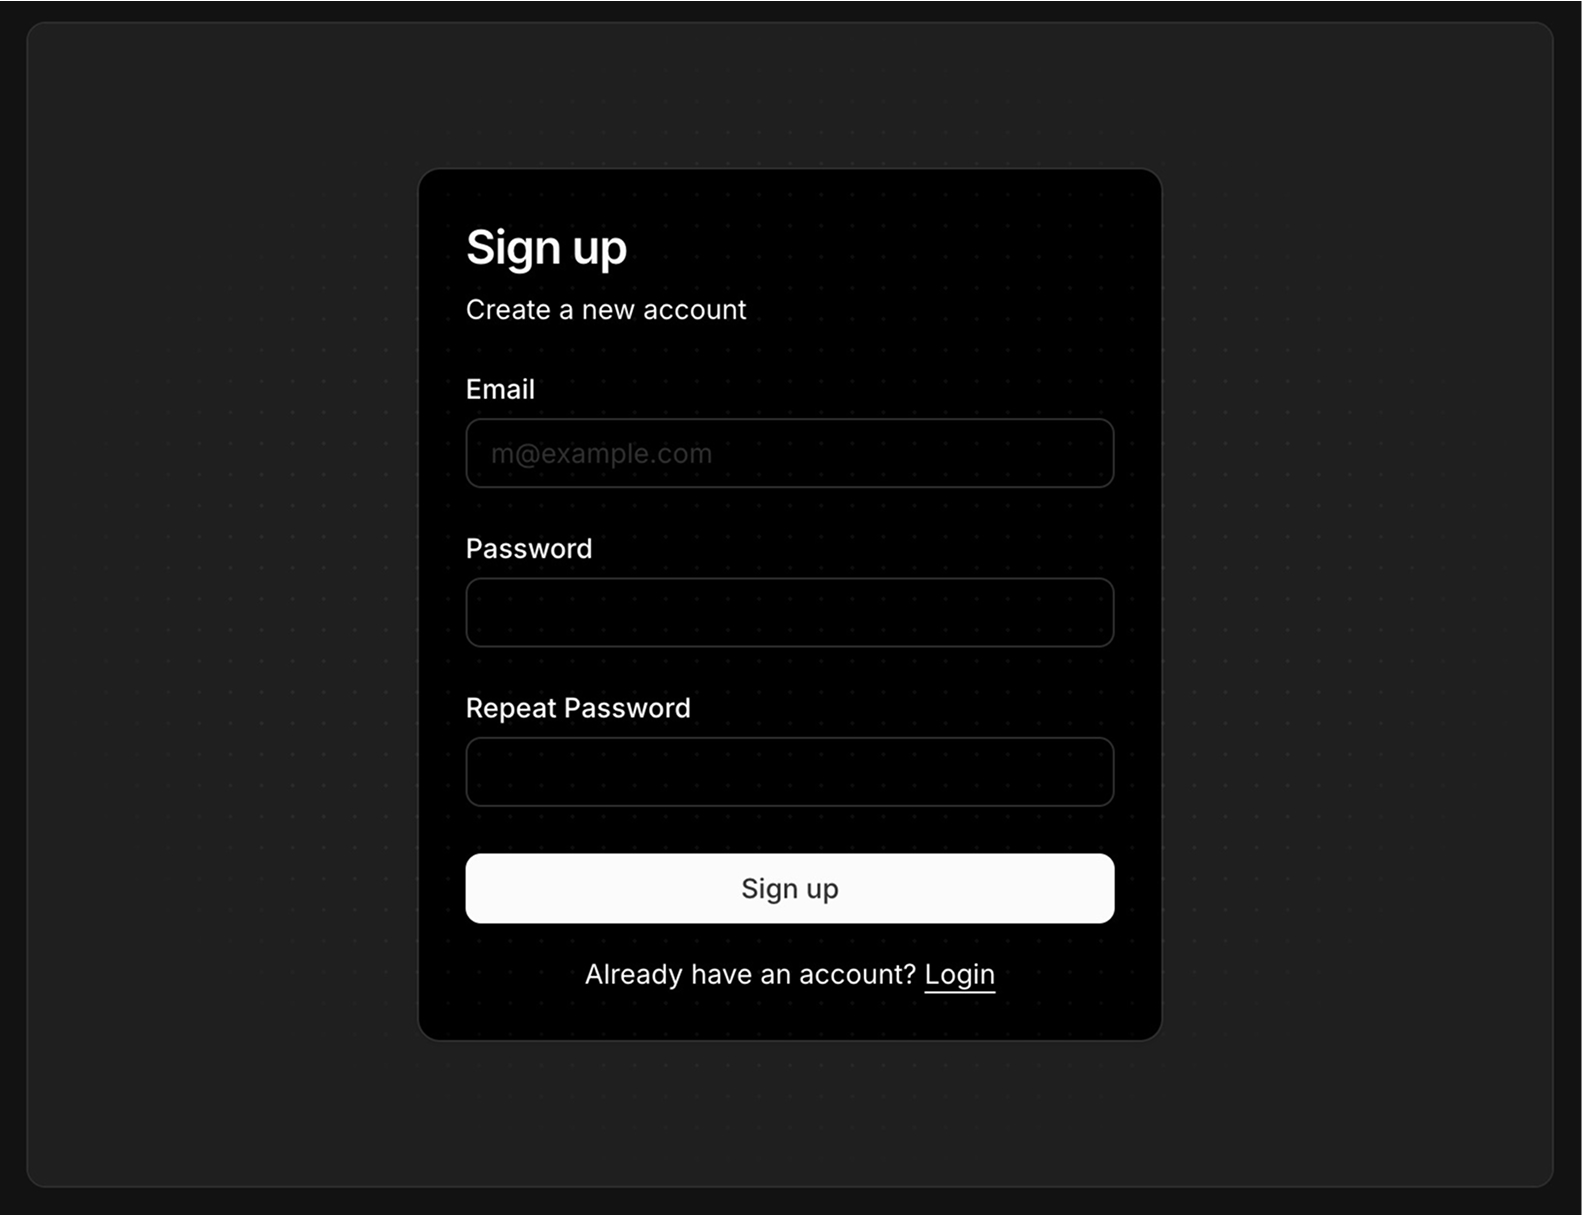 Sign up
Create a new account
Email
m@example.com
Password
Repeat Password
Sign up
Already have an account? Login